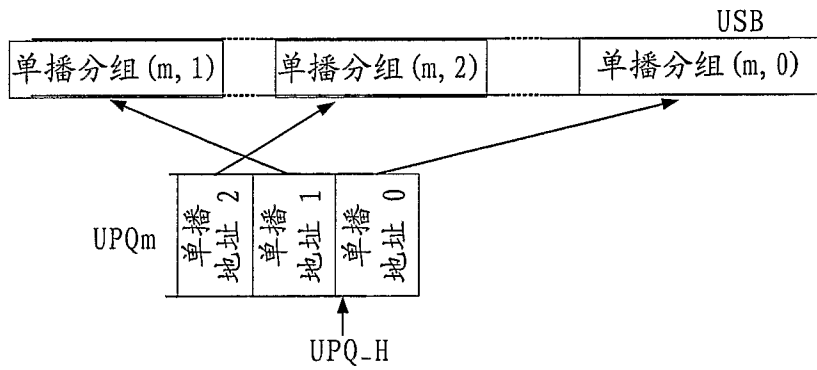 USB
单播分组(m,1)
单播分组(m,2)
单播分组(m,0)
UPQm
单播
地址 2
单播
地址 1
单播
地址 0
UPQ_H